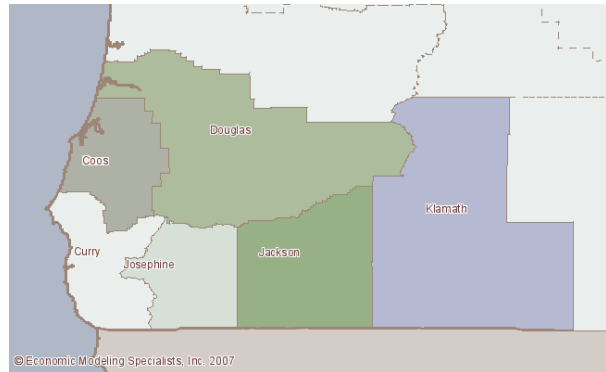 Douglas
Coos
Klamath
Curry
Josephine
Jackson
© Economic Modeling Specialists, Inc. 2007